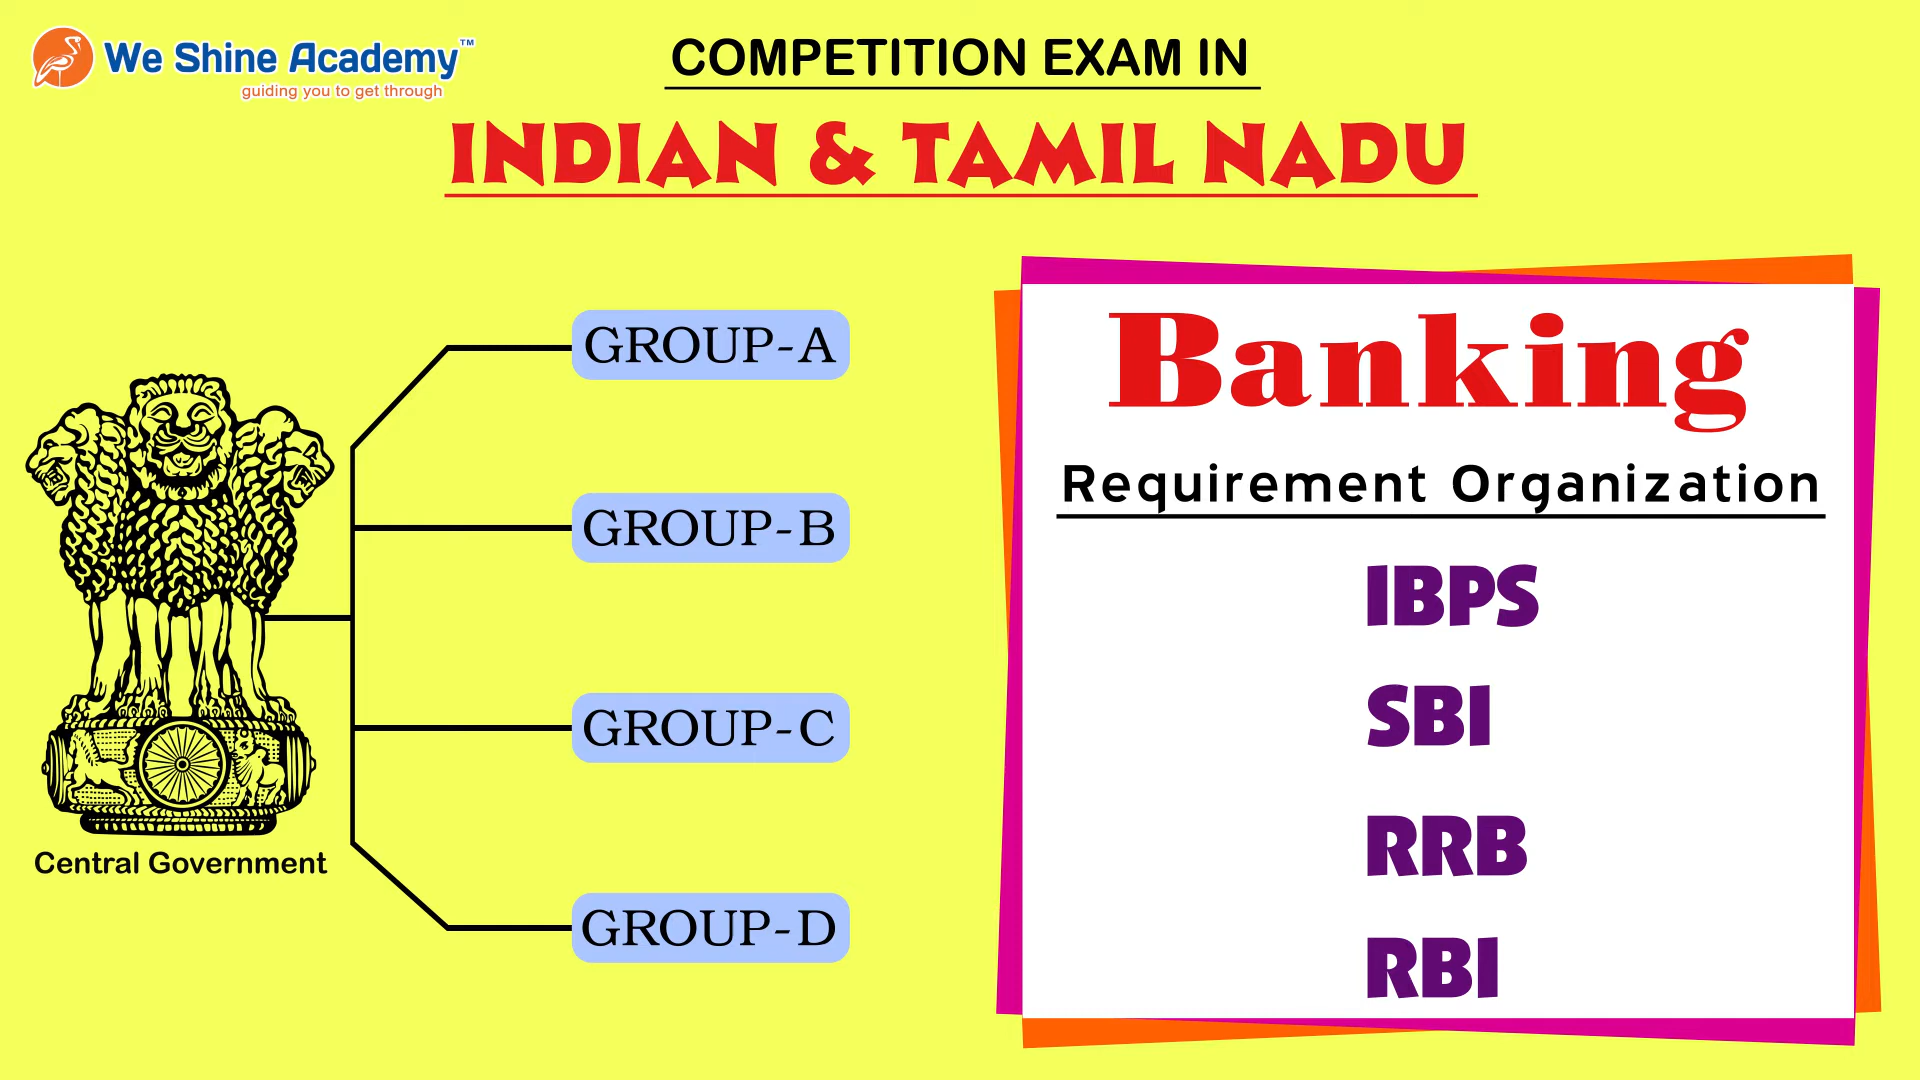 We Shine Academy™
guiding you to get through
COMPETITION EXAM IN
INDIAN & TAMIL NADU
GROUP-A
GROUP-B
GROUP-C
GROUP-D
Central Government
Banking
Requirement Organization
IBPS
SBI
RRB
RBI